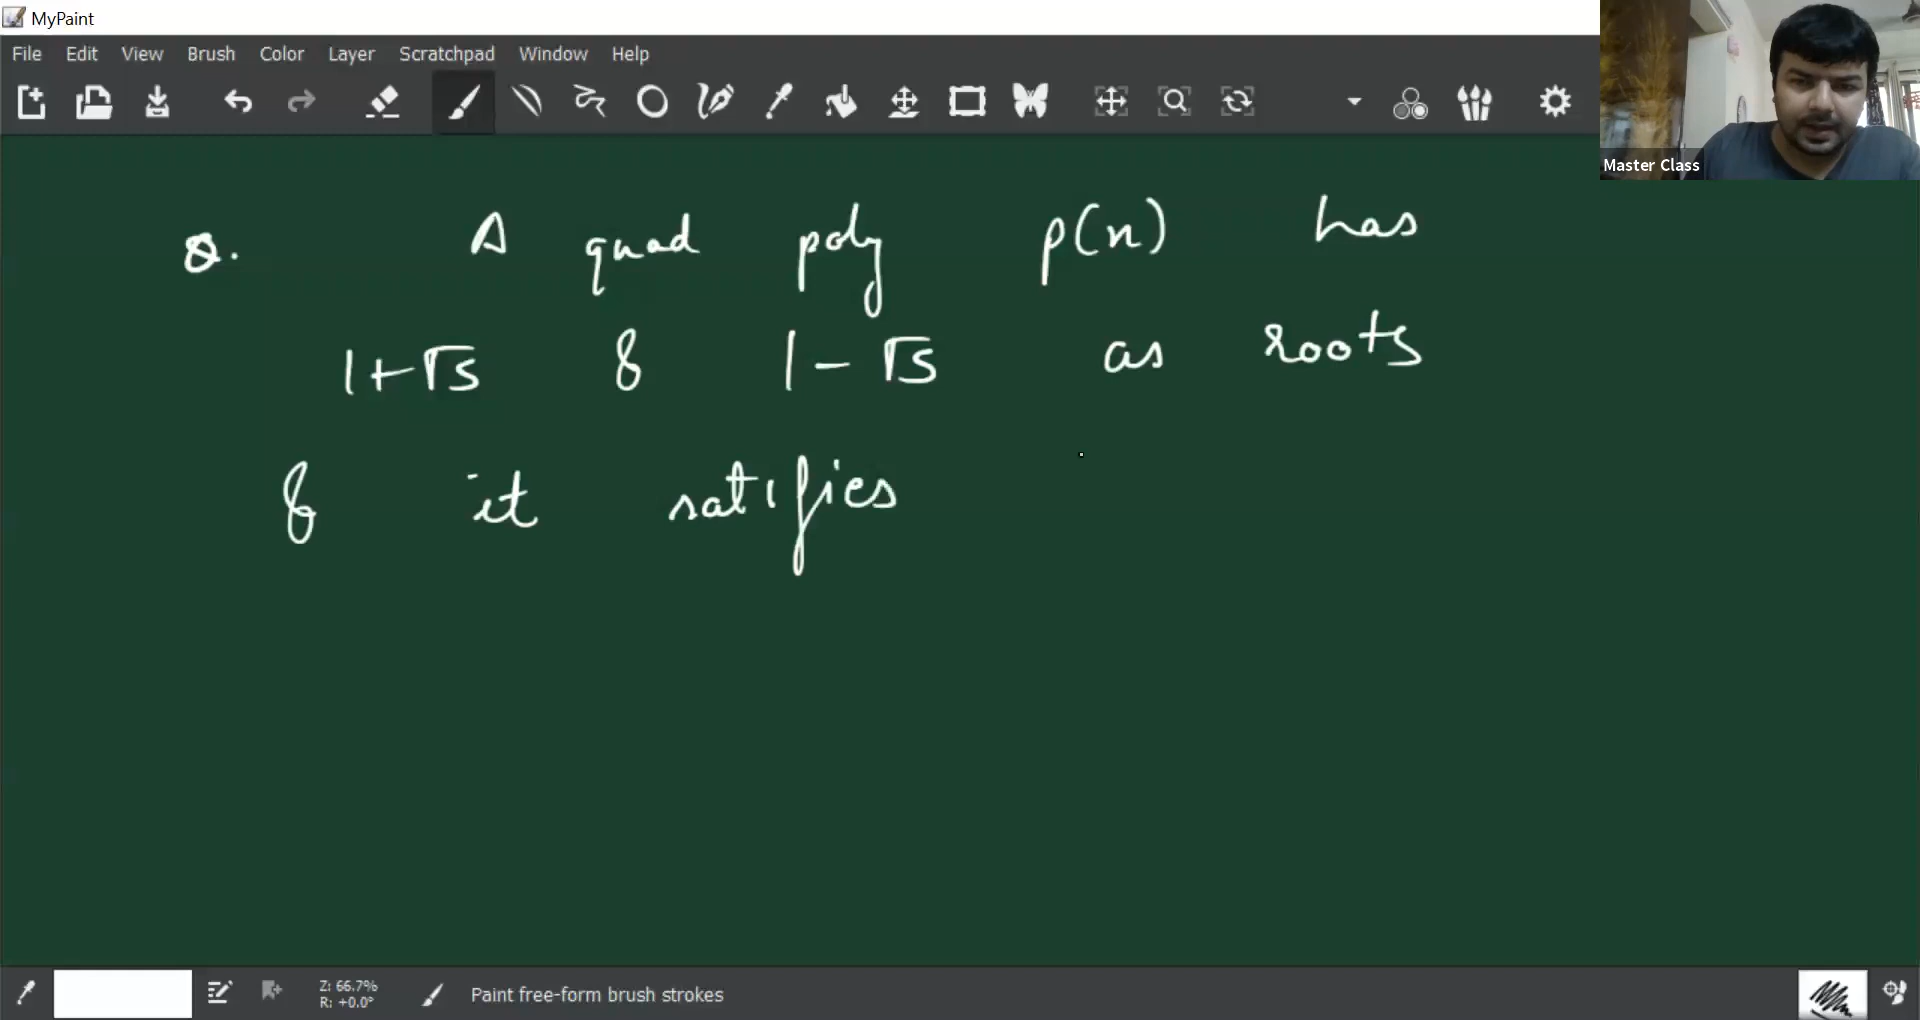 MyPaint
File Edit View Brush Color Layer Scratchpad Window Help
Master Class
Q. A quad poly p(x) has
1+√5 & 1-√5 as roots
& it satifies
Z: 66.7%
R: +0.0°
Paint free-form brush strokes